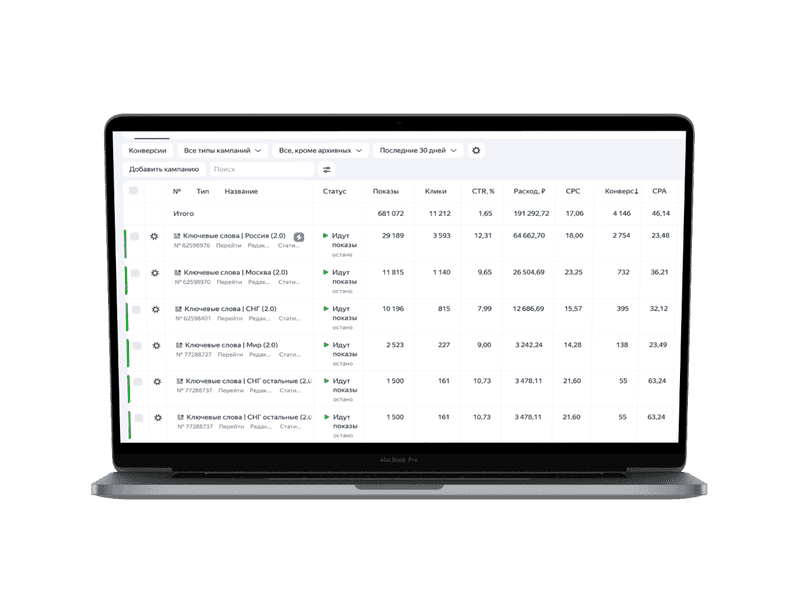 Конверсии Все типы кампаний Все, кроме архивных Последние 30 дней
Добавить кампанию Поиск
№ Тип Название Статус Показы Клики CTR, % Расход, ₽ CPC Конверс↓ CPA
Итого 681 072 11 212 1,65 191 292,72 17,06 4 146 46,14
Ключевые слова | Россия (2.0) Идут показы 29 189 3 593 12,31 64 662,70 18,00 2 754 23,48
№ 62598976 Перейти Редак... Стати... остано
Ключевые слова | Москва (2.0) Идут показы 11 815 1 140 9,65 26 504,69 23,25 732 36,21
№ 62598970 Перейти Редак... Стати... остано
Ключевые слова | СНГ (2.0) Идут показы 10 196 815 7,99 12 686,69 15,57 395 32,12
№ 62598401 Перейти Редак... Стати... остано
Ключевые слова | Мир (2.0) Идут показы 2 523 227 9,00 3 242,24 14,28 138 23,49
№ 77288727 Перейти Редак... Стати... остано
Ключевые слова | СНГ остальные (2.0 Идут показы 1 500 161 10,73 3 478,11 21,60 55 63,24
№ 77288737 Перейти Редак... Стати... остано
Ключевые слова | СНГ остальные (2.0 Идут показы 1 500 161 10,73 3 478,11 21,60 55 63,24
№ 77288737 Перейти Редак... Стати... остано
MacBook Pro